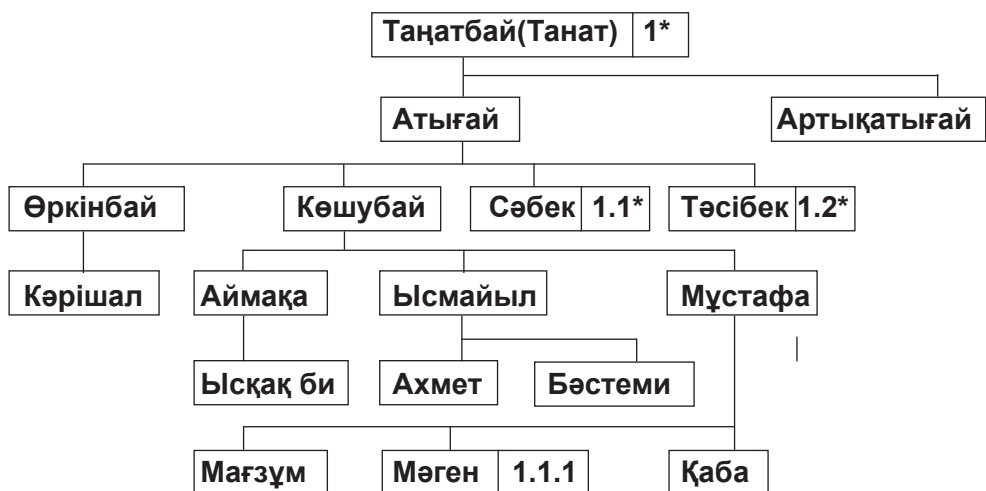 Таңатбай(Танат) 1*
Атығай Артықатығай
Өркінбай Көшубай Сәбек 1.1* Тәсібек 1.2*
Кәрішал Аймақа Ысмайыл Мұстафа
Ысқақ би Ахмет Бәстеми
Мағзұм Мәген 1.1.1 Қаба